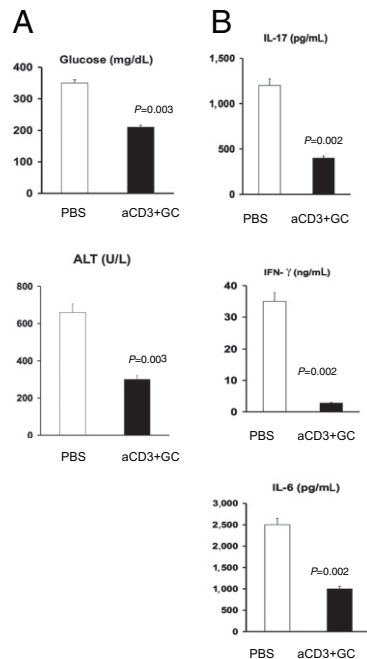 A
Glucose (mg/dL)
400
300
200
100
0
P=0.003
PBS aCD3+GC
ALT (U/L)
800
600
400
200
0
P=0.003
PBS aCD3+GC
B
IL-17 (pg/mL)
1,500
1,000
500
0
P=0.002
PBS aCD3+GC
IFN- γ (ng/mL)
40
30
20
10
0
P=0.002
PBS aCD3+GC
IL-6 (pg/mL)
3,000
2,500
2,000
1,500
1,000
500
0
P=0.002
PBS aCD3+GC